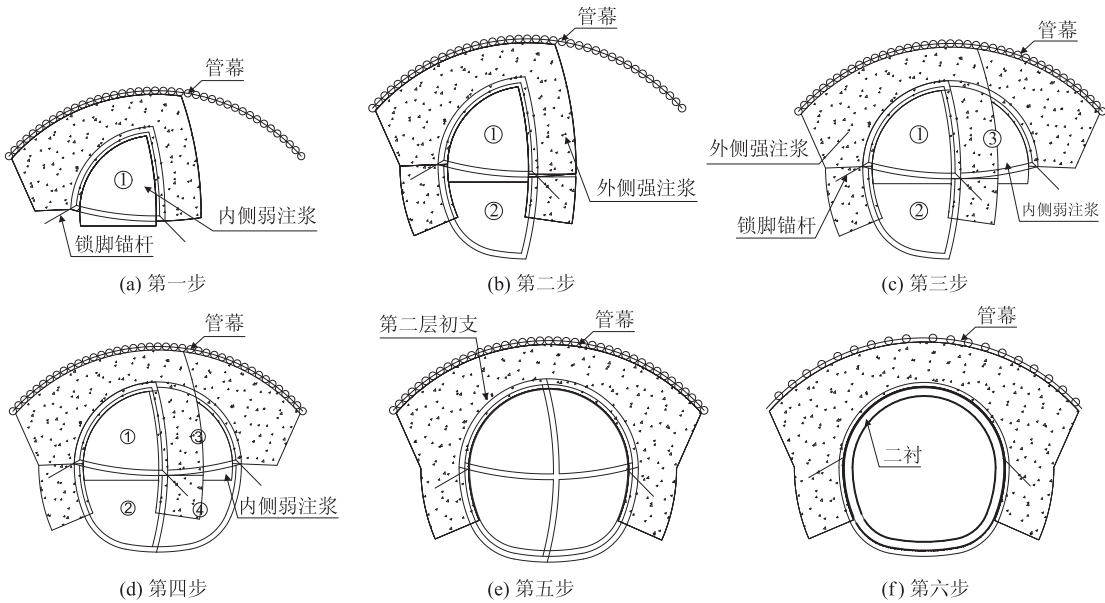 管幕
①
内侧弱注浆
锁脚锚杆
(a) 第一步
管幕
①
外侧强注浆
②
(b) 第二步
管幕
①
③
外侧强注浆
②
内侧弱注浆
锁脚锚杆
(c) 第三步
管幕
①
③
②
④
内侧弱注浆
(d) 第四步
第二层初支
管幕
(e) 第五步
管幕
二衬
(f) 第六步